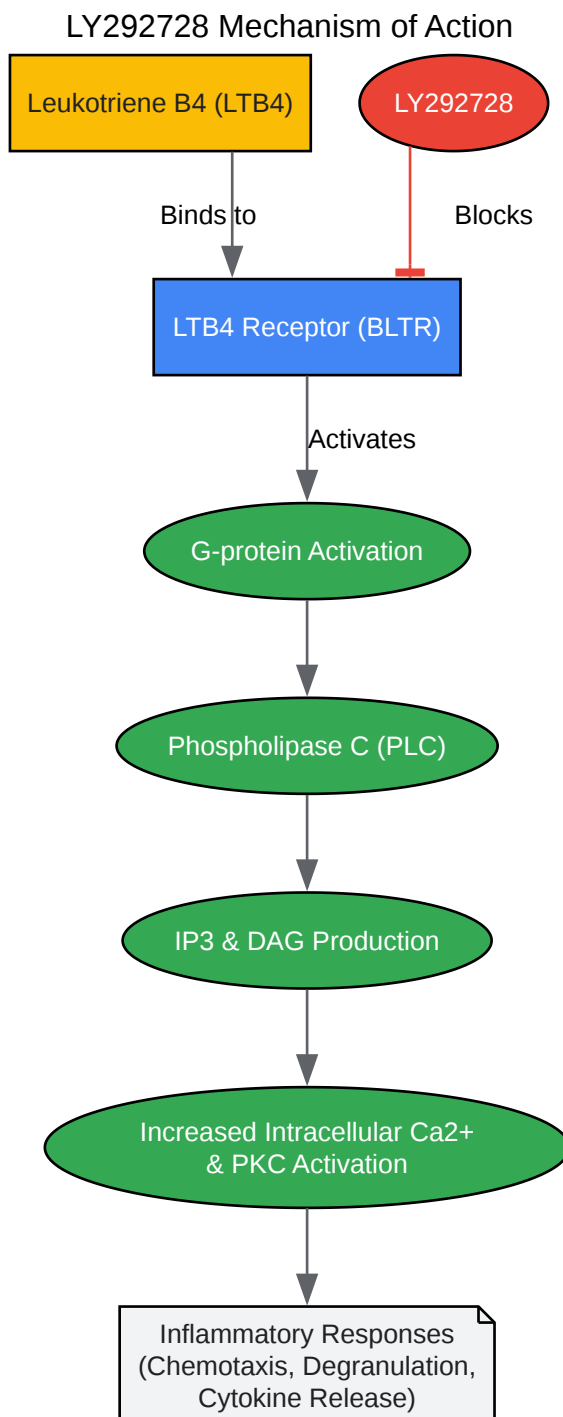 LY292728 Mechanism of Action
Leukotriene B4 (LTB4)
LY292728
Binds to
Blocks
LTB4 Receptor (BLTR)
Activates
G-protein Activation
Phospholipase C (PLC)
IP3 & DAG Production
Increased Intracellular Ca2+
& PKC Activation
Inflammatory Responses
(Chemotaxis, Degranulation,
Cytokine Release)